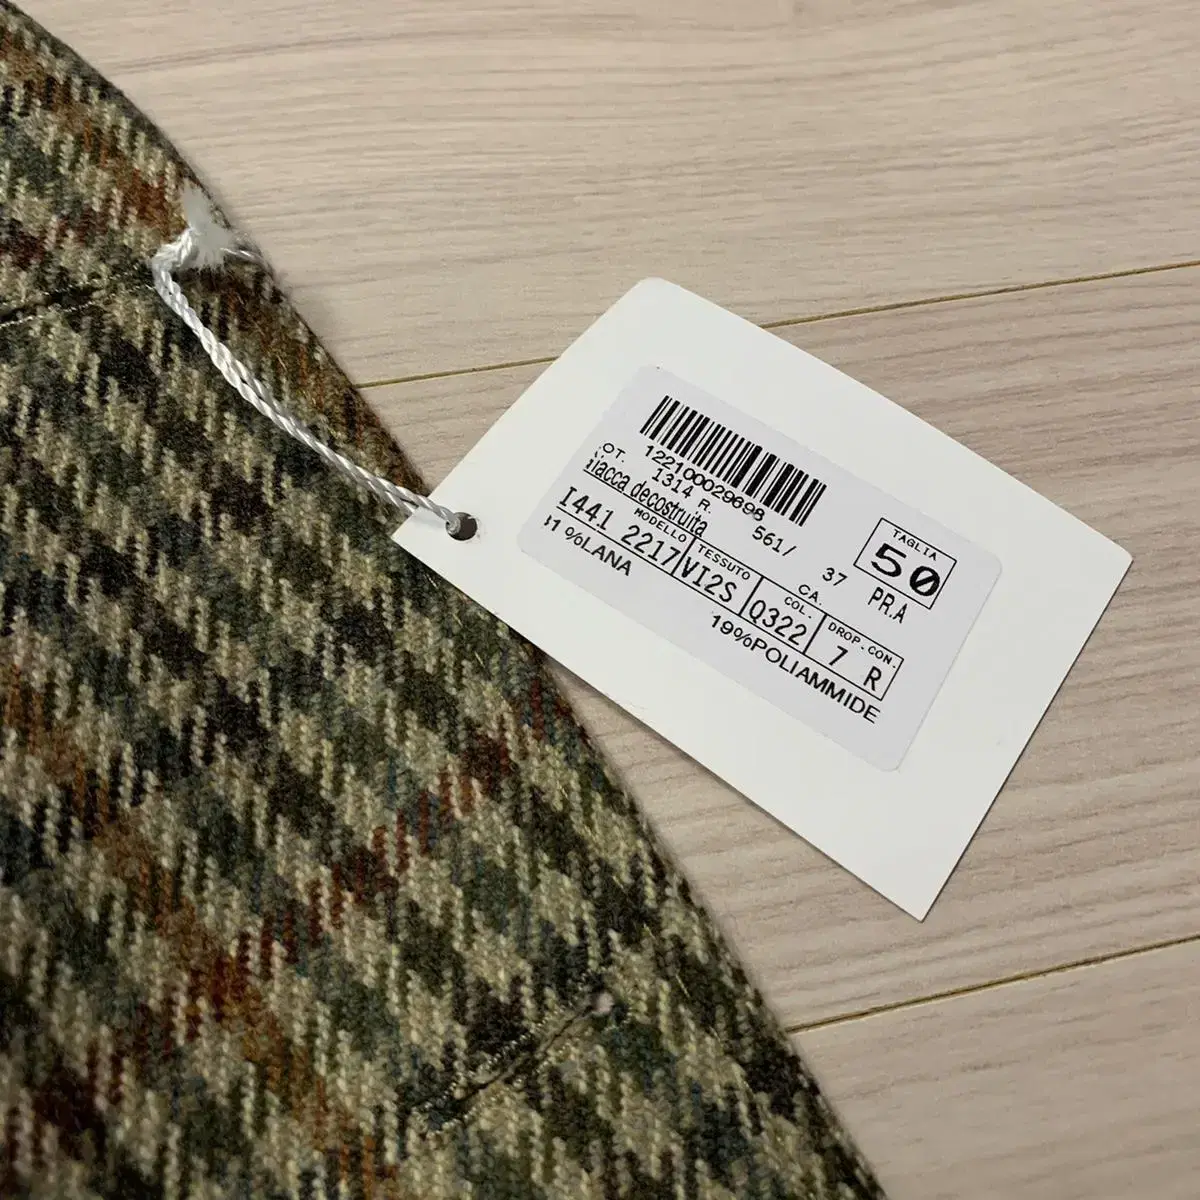 122100029698
OT. 1314 R. 561/ 37
giacca decostruita CA.
TAGLIA
50
PR.A
MODELLO TESSUTO COL. DROP. CON.
I441 2217 VI2S Q322 7 R
%LANA 19%POLIAMMIDE